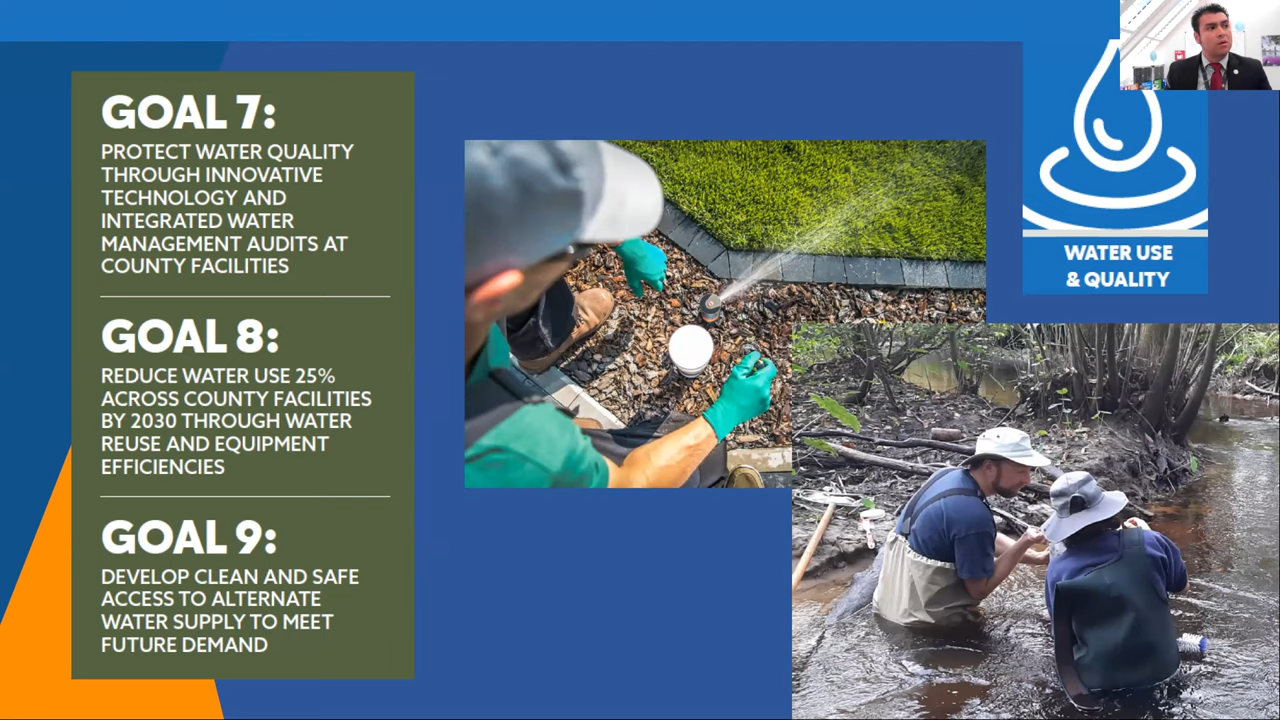 GOAL 7:
PROTECT WATER QUALITY
THROUGH INNOVATIVE
TECHNOLOGY AND
INTEGRATED WATER
MANAGEMENT AUDITS AT
COUNTY FACILITIES
GOAL 8:
REDUCE WATER USE 25%
ACROSS COUNTY FACILITIES
BY 2030 THROUGH WATER
REUSE AND EQUIPMENT
EFFICIENCIES
GOAL 9:
DEVELOP CLEAN AND SAFE
ACCESS TO ALTERNATE
WATER SUPPLY TO MEET
FUTURE DEMAND
WATER USE
& QUALITY